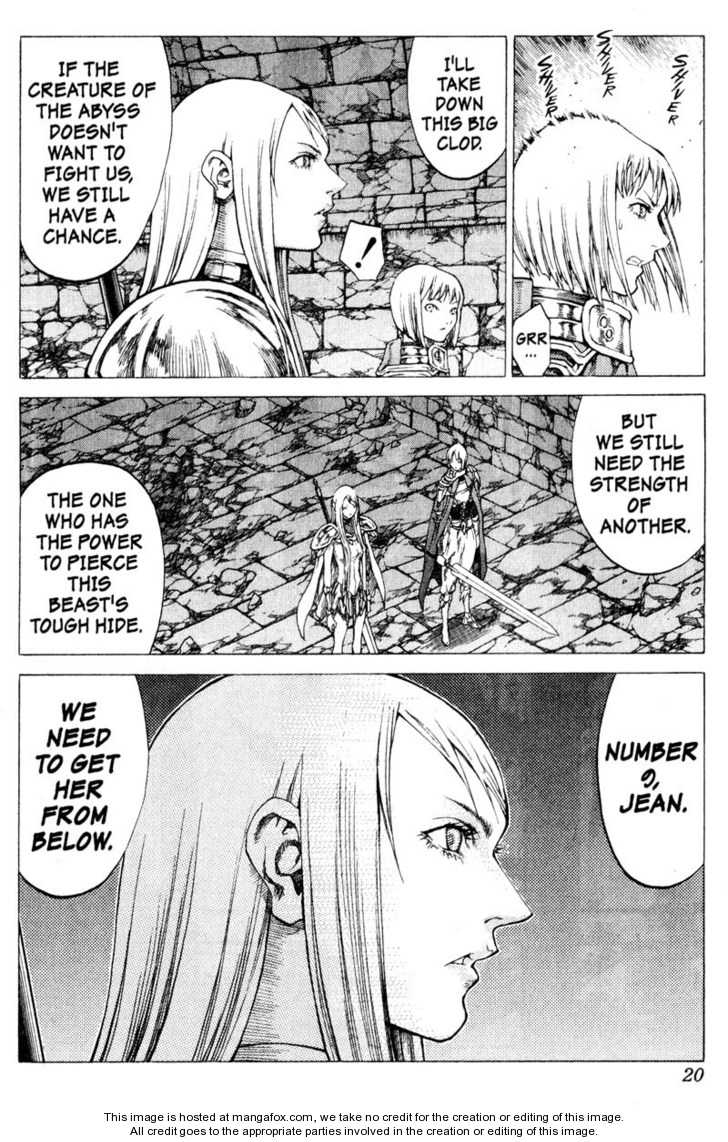 SHIVER
SHIVER
SHIVER
GRR
...
I'LL
TAKE
DOWN
THIS BIG
CLOD.
IF THE
CREATURE OF
THE ABYSS
DOESN'T
WANT TO
FIGHT US,
WE STILL
HAVE A
CHANCE.
!
BUT
WE STILL
NEED THE
STRENGTH
OF
ANOTHER.
THE ONE
WHO HAS
THE POWER
TO PIERCE
THIS
BEAST'S
TOUGH HIDE.
NUMBER
9,
JEAN.
WE
NEED
TO GET
HER
FROM
BELOW.
20
This image is hosted at mangafox.com, we take no credit for the creation or editing of this image.
All credit goes to the appropriate parties involved in the creation or editing of this image.